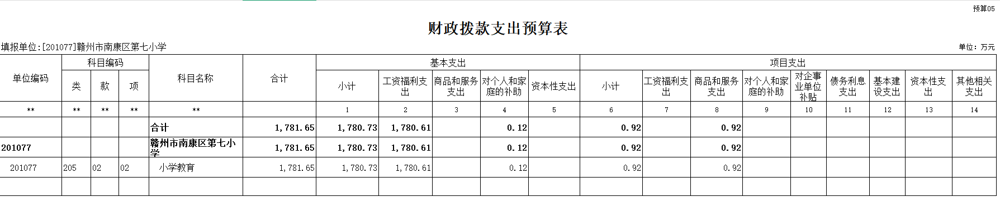 预算05
财政拨款支出预算表
填报单位:[201077]赣州市南康区第七小学 单位：万元
单位编码 科目编码 科目名称 合计 基本支出 项目支出
类 款 项 小计 工资福利支出 商品和服务支出 对个人和家庭的补助 资本性支出 小计 工资福利支出 商品和服务支出 对个人和家庭的补助 对企事业单位补贴 债务利息支出 基本建设支出 资本性支出 其他相关支出
** ** ** ** ** 1 2 3 4 5 6 7 8 9 10 11 12 13 14
合计 1,781.65 1,780.73 1,780.61 0.12 0.92 0.92
201077 赣州市南康区第七小学 1,781.65 1,780.73 1,780.61 0.12 0.92 0.92
201077 205 02 02 小学教育 1,781.65 1,780.73 1,780.61 0.12 0.92 0.92